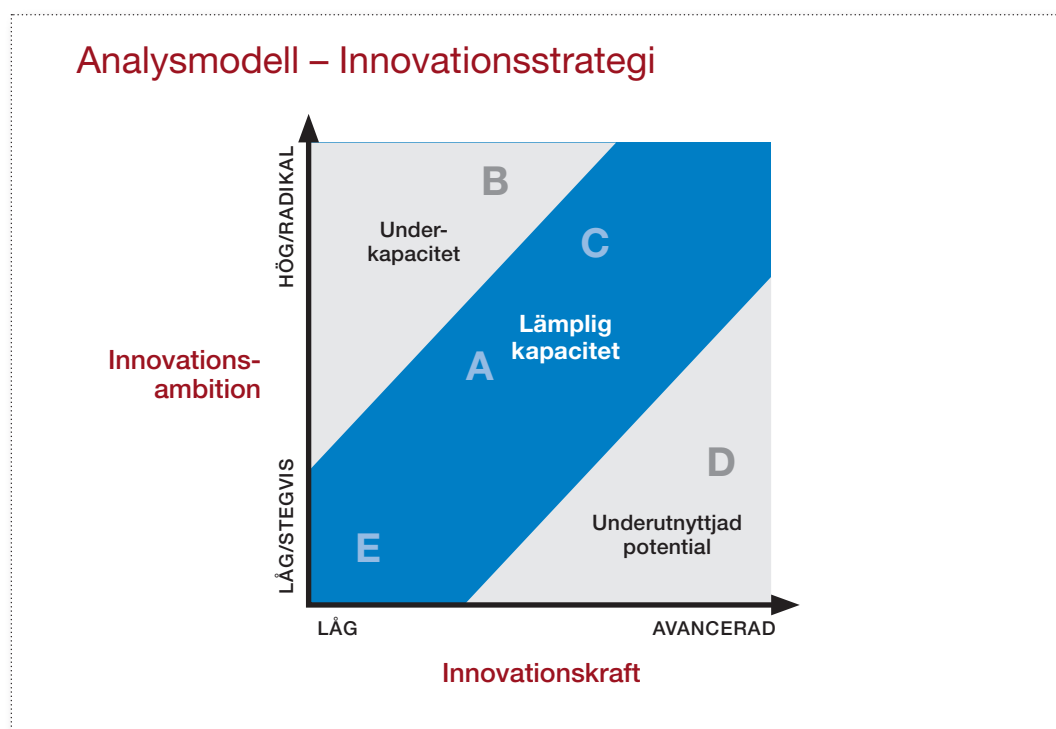 Analysmodell – Innovationsstrategi
HÖG/RADIKAL
B
Under-
kapacitet
C
Lämplig
kapacitet
Innovations-
ambition
A
D
LÅG/STEGVIS
Underutnyttjad
potential
E
LÅG
AVANCERAD
Innovationskraft